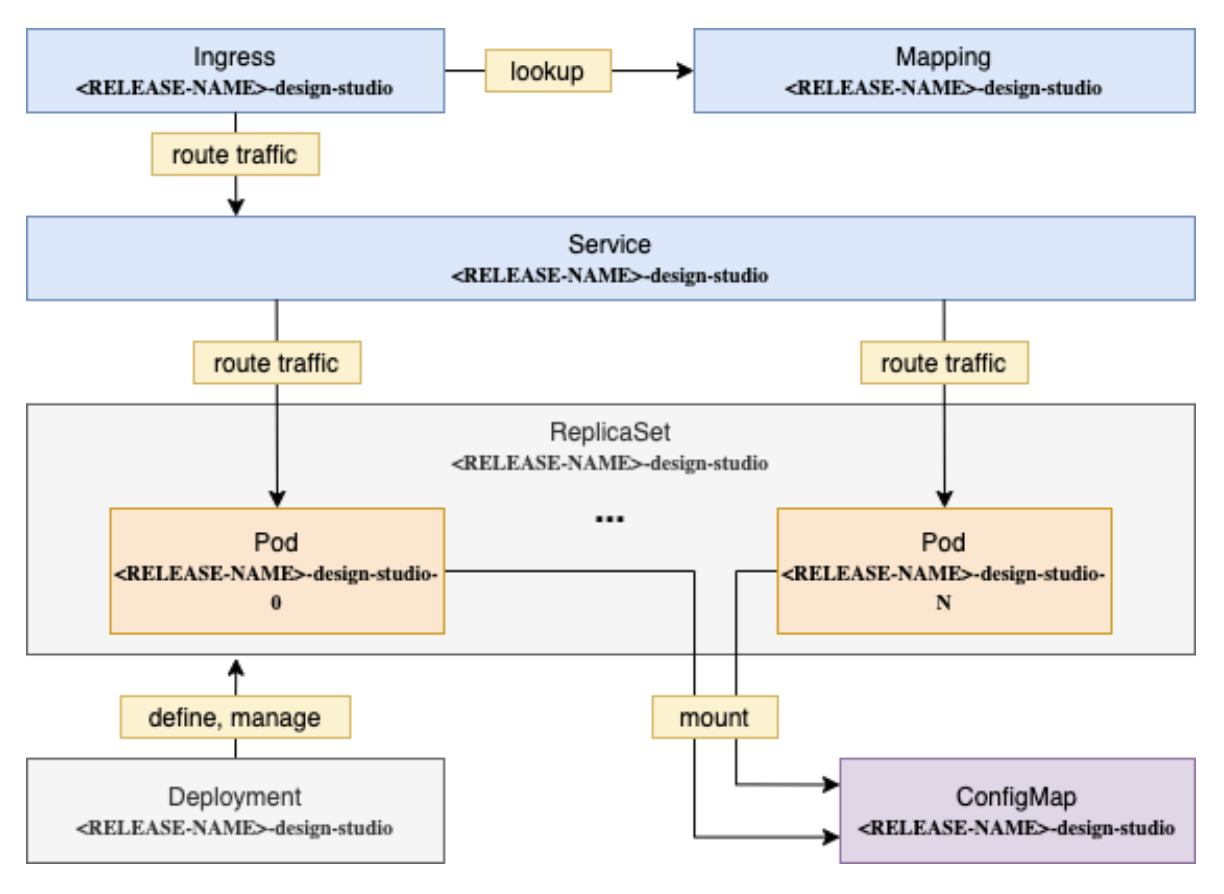 Ingress
<RELEASE-NAME>-design-studio
lookup
Mapping
<RELEASE-NAME>-design-studio
route traffic
Service
<RELEASE-NAME>-design-studio
route traffic
route traffic
ReplicaSet
<RELEASE-NAME>-design-studio
...
Pod
<RELEASE-NAME>-design-studio-
0
Pod
<RELEASE-NAME>-design-studio-
N
define, manage
mount
Deployment
<RELEASE-NAME>-design-studio
ConfigMap
<RELEASE-NAME>-design-studio